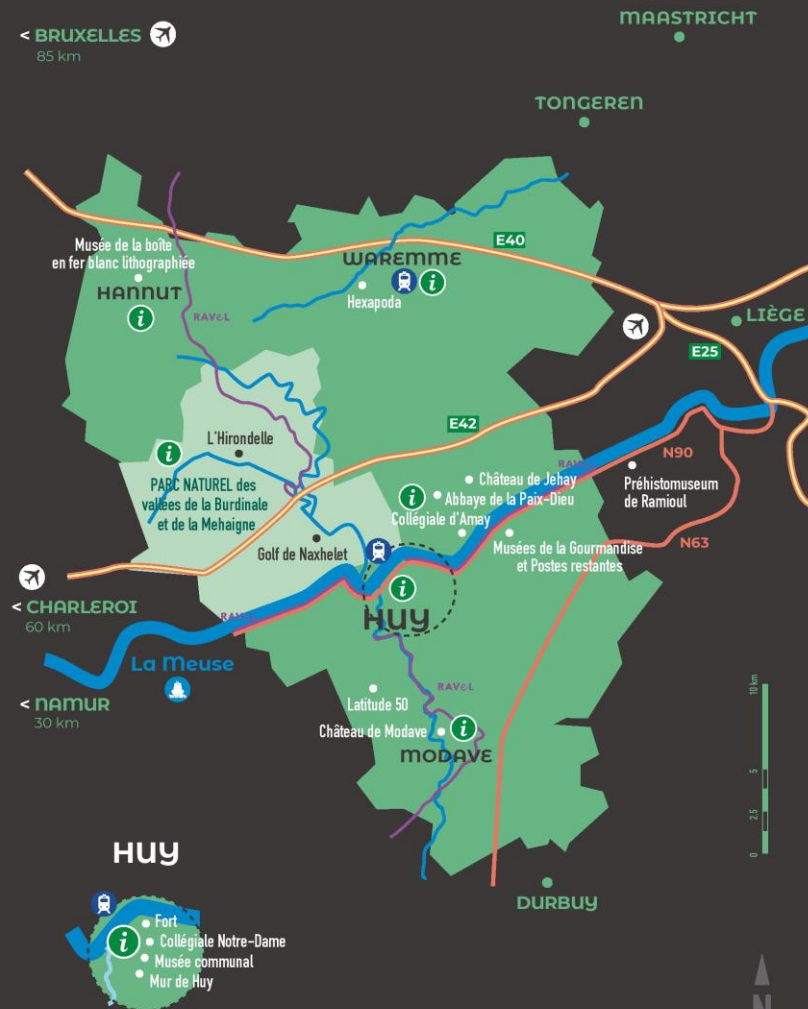 MAASTRICHT
< BRUXELLES
85 km
TONGEREN
Musée de la boîte
en fer blanc lithographiée
HANNUT
i
E40
WAREMME
i
Hexapoda
RAVeL
LIÈGE
E25
E42
L'Hirondelle
i
PARC NATUREL des
vallées de la Burdinale
et de la Mehaigne
Golf de Naxhelet
i
Château de Jehay
Abbaye de la Paix-Dieu
Collégiale d'Amay
Musées de la Gourmandise
et Postes restantes
RAVeL
N90
Préhistomuseum
de Ramioul
N63
< CHARLEROI
60 km
i
HUY
RAVeL
La Meuse
< NAMUR
30 km
RAVeL
Latitude 50
Château de Modave
i
MODAVE
10 km
5
2.5
0
DURBUY
HUY
i
Fort
Collégiale Notre-Dame
Musée communal
Mur de Huy
N